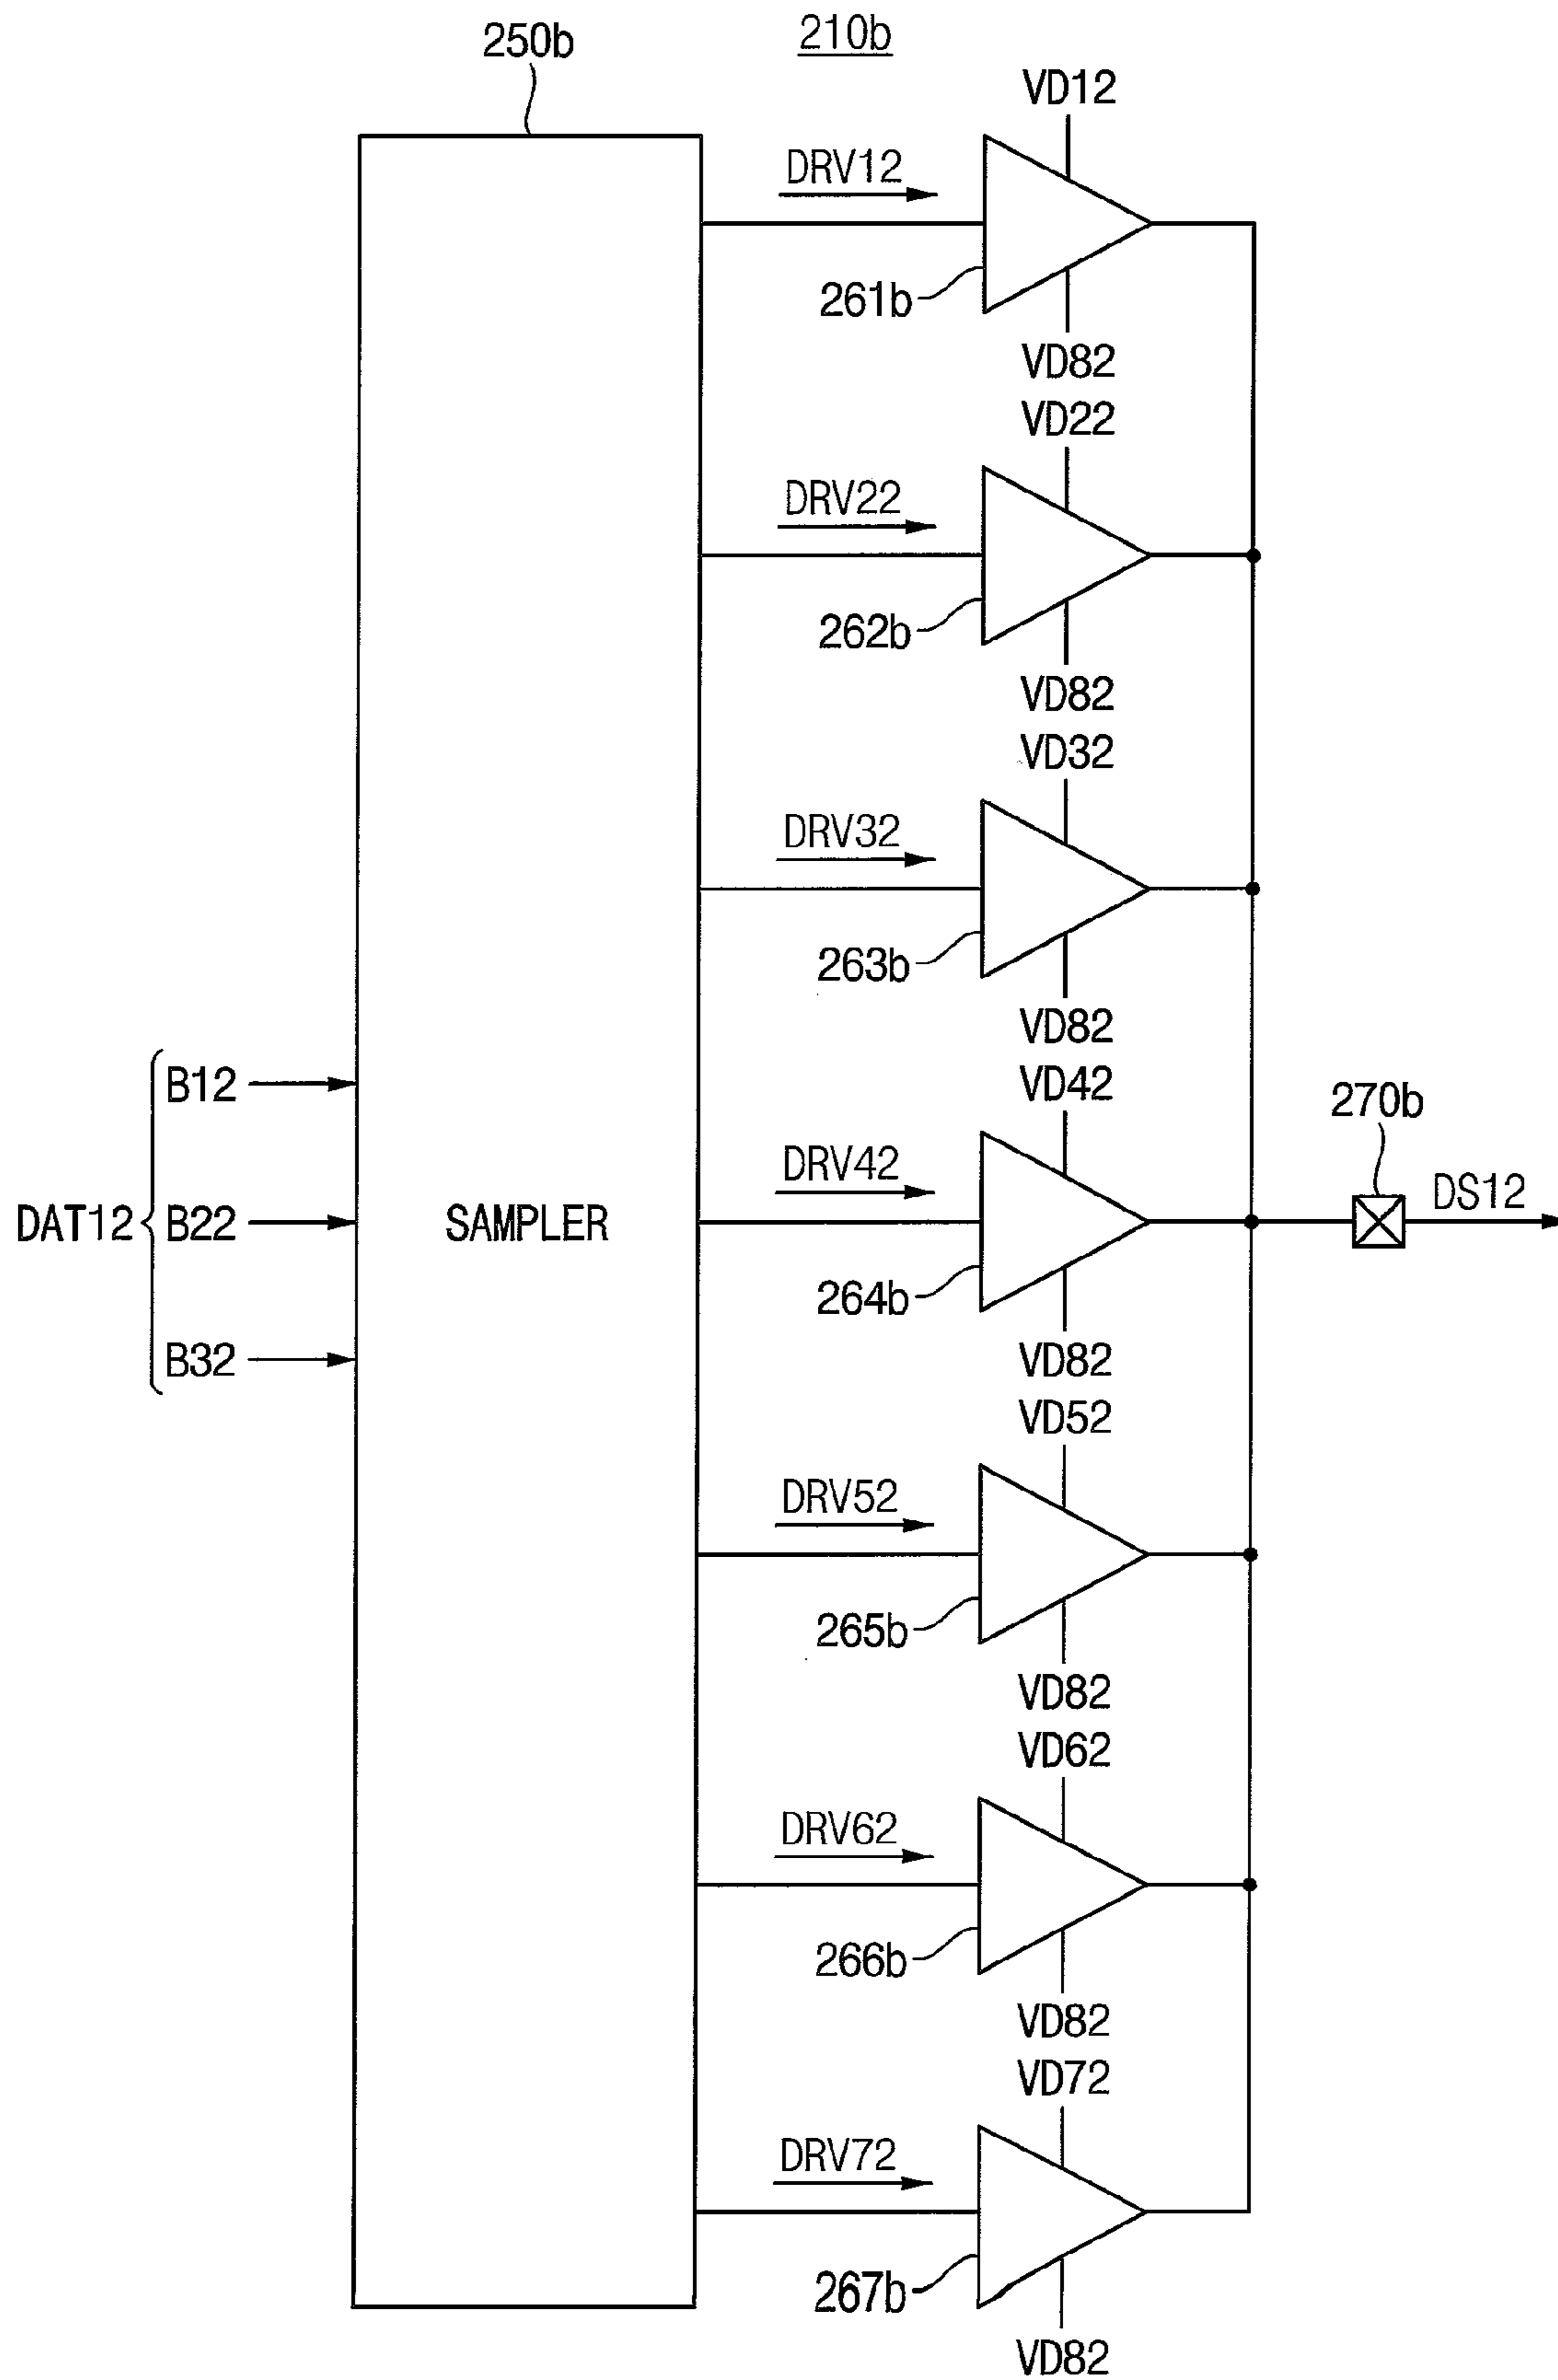 210b
250b
VD12
DRV12
261b
VD82
VD22
DRV22
262b
VD82
VD32
DRV32
263b
VD82
VD42
DRV42
264b
VD82
VD52
DRV52
265b
VD82
VD62
DRV62
266b
VD82
VD72
DRV72
267b
VD82
DAT12
B12
B22
B32
SAMPLER
270b
DS12